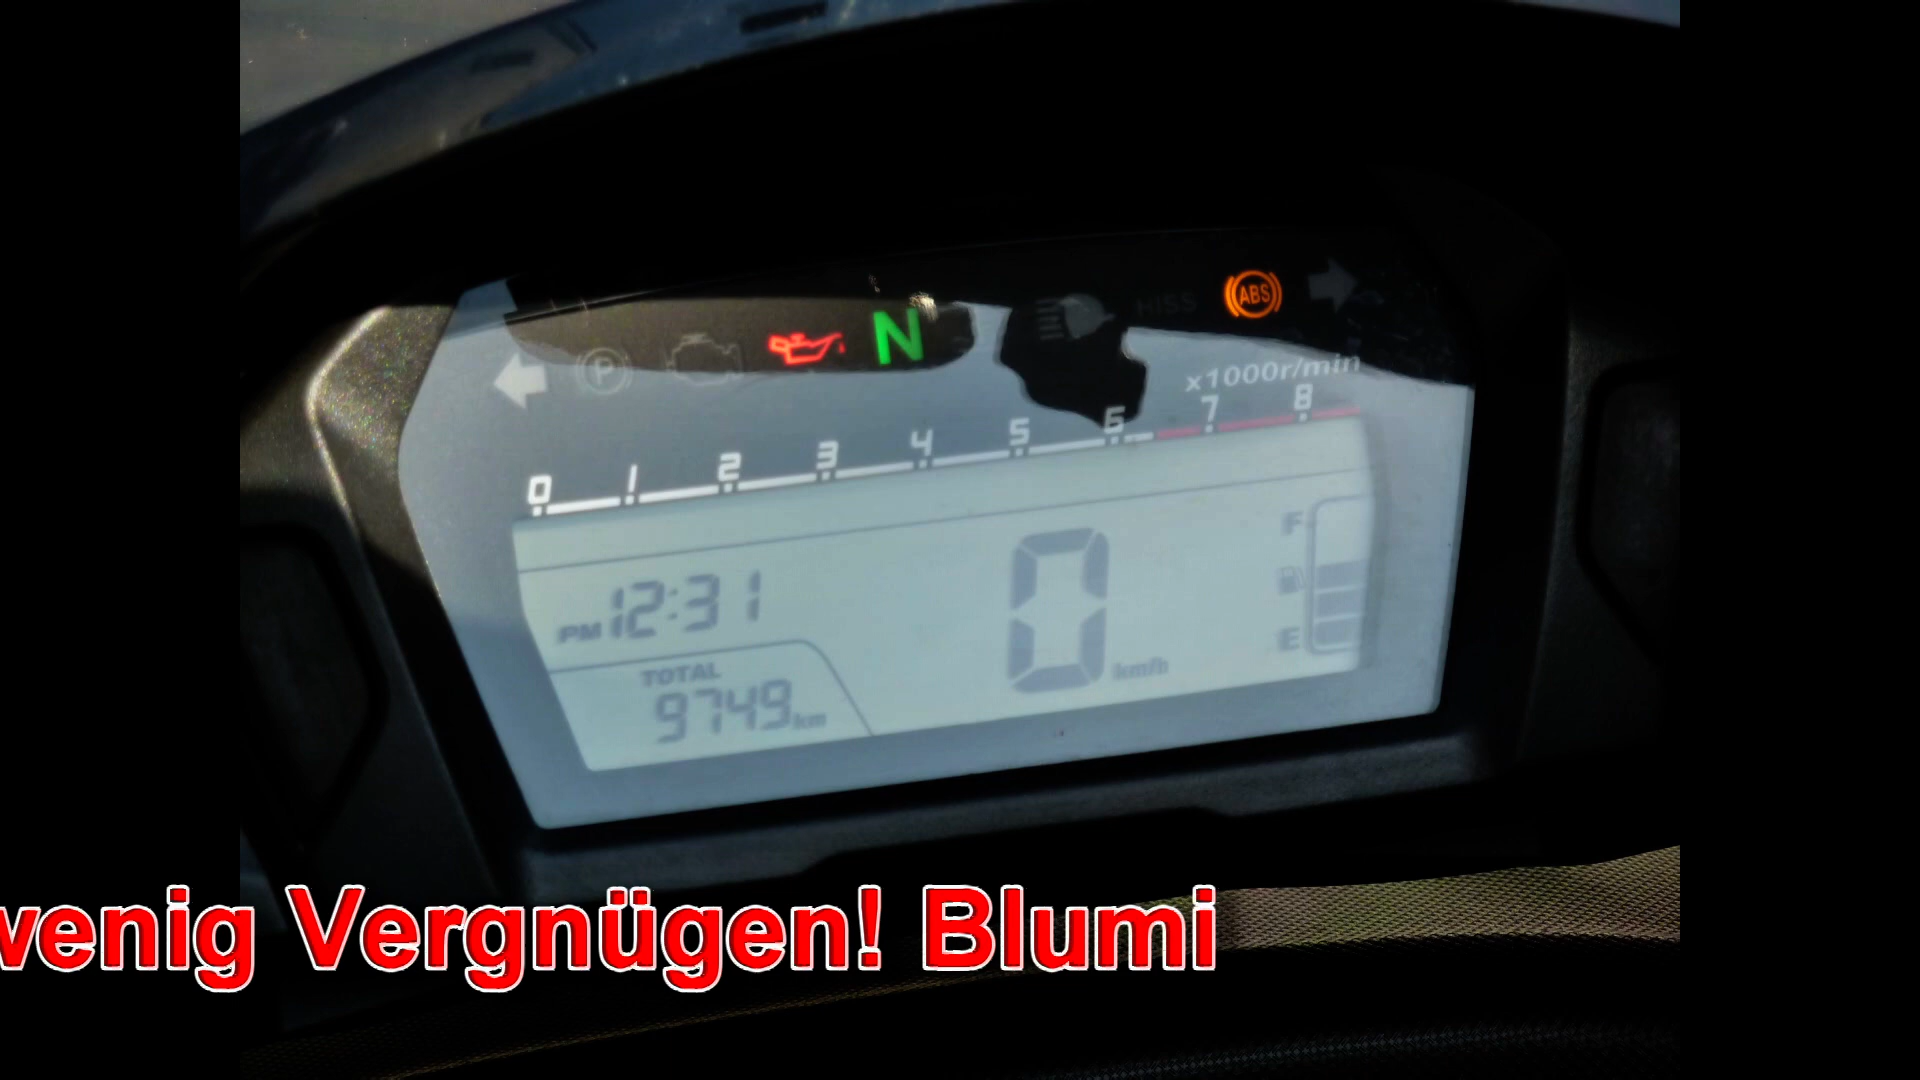 P
N
HISS
ABS
x1000r/min
0 1 2 3 4 5 6 7 8
PM 12:31
TOTAL
9749 km
0 km/h
F
E
wenig Vergnügen! Blumi